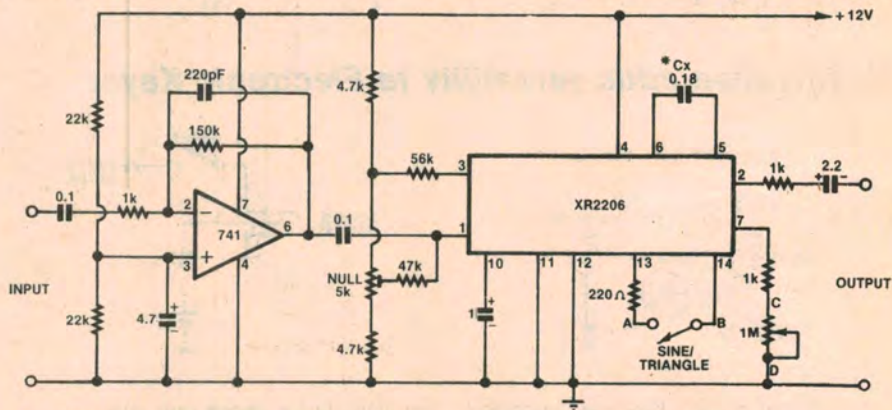 + 12V
*Cx
0.18
220pF
4.7k
22k
150k
4 6 5
56k
3
2
1k
+ 2.2 -
0.1
1k
2 -
7
741
6
0.1
XR2206
7
3 +
4
1
INPUT
NULL
5k
47k
10 11 12 13 14
1k
OUTPUT
22k
4.7
+
-
4.7k
1
+
-
220Ω
A B
C
1M
D
SINE/
TRIANGLE